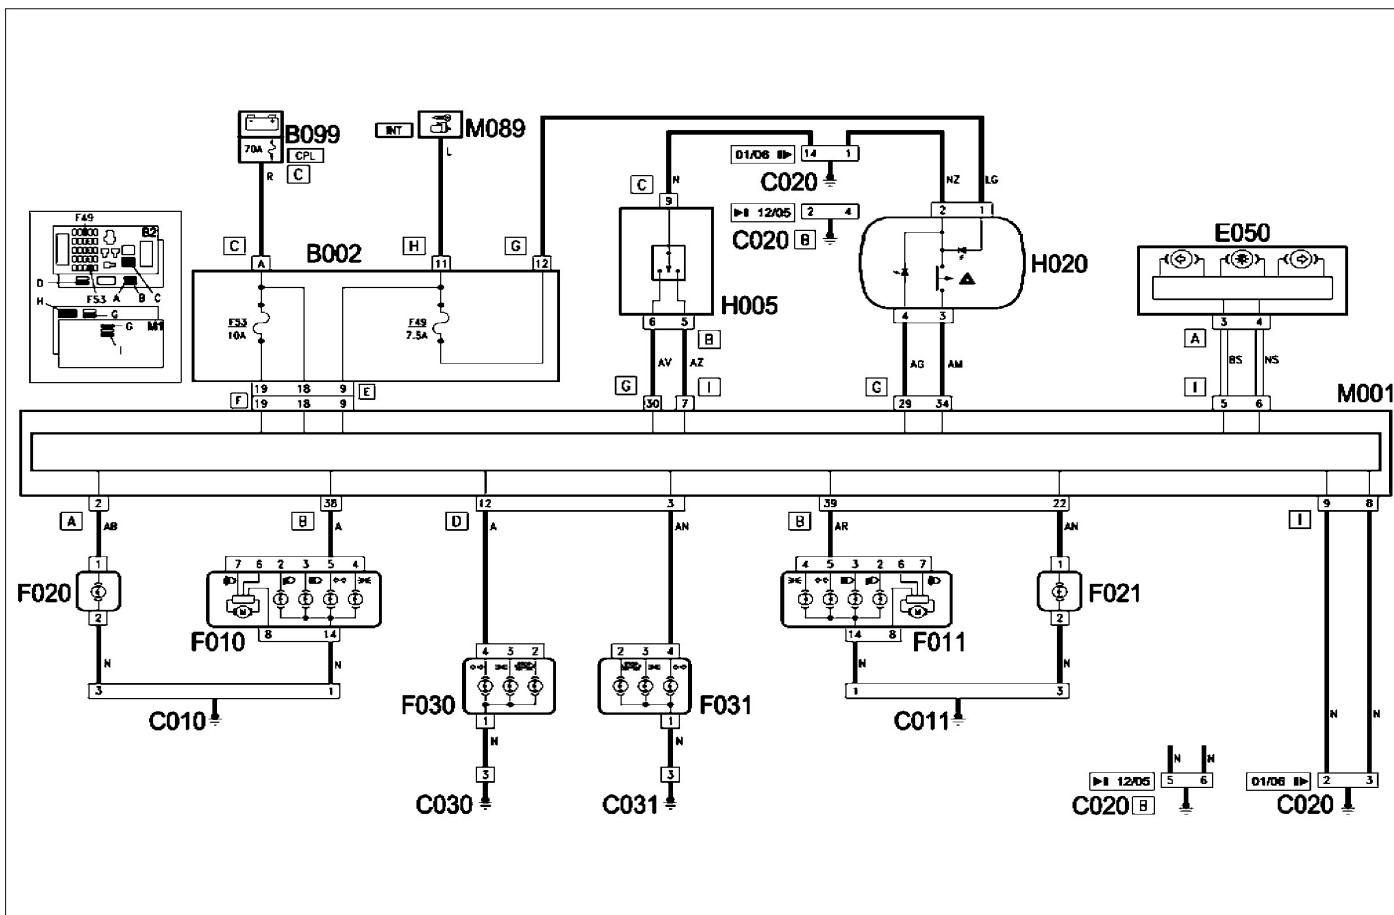 B099
70A
CPL
C
R
INT
M089
L
01/06
14 1
C020
12/05
2 4
C020 B
C
N
9
NZ
LG
2 1
H020
4 3
E050
3 4
A
BS
NS
F49
B2
D
F53
A
B
C
H
G
M1
G
I
C
A
B002
H
11
G
12
F53
10A
F49
7.5A
19 18 9
E
F
19 18 9
H005
6 5
B
AV
AZ
G
I
30 7
AG
AM
G
29 34
I
5 6
M001
2
A
AB
38
B
A
12
D
A
3
AN
39
B
AR
22
AN
9 8
I
1
F020
2
N
7 6 2 3 5 4
M
F010
8 14
N
3 1
C010
4 3 2
F030
1
N
3
C030
2 3 4
F031
1
N
3
C031
4 5 3 2 6 7
M
F011
14 8
N
1
F021
2
N
1 3
C011
N
N
12/05
5 6
C020 B
N
N
01/06
2 3
C020